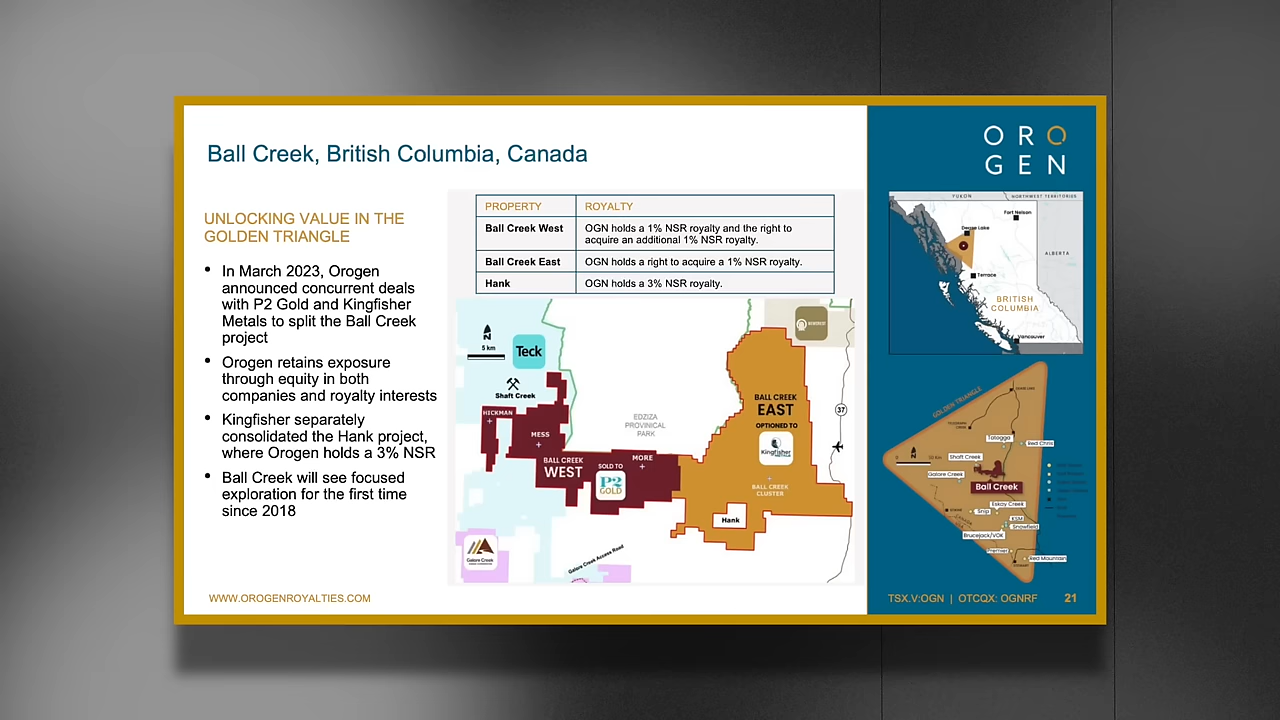 Ball Creek, British Columbia, Canada
UNLOCKING VALUE IN THE
GOLDEN TRIANGLE
• In March 2023, Orogen
announced concurrent deals
with P2 Gold and Kingfisher
Metals to split the Ball Creek
project
• Orogen retains exposure
through equity in both
companies and royalty interests
• Kingfisher separately
consolidated the Hank project,
where Orogen holds a 3% NSR
• Ball Creek will see focused
exploration for the first time
since 2018
PROPERTY ROYALTY
Ball Creek West OGN holds a 1% NSR royalty and the right to
acquire an additional 1% NSR royalty.
Ball Creek East OGN holds a right to acquire a 1% NSR royalty.
Hank OGN holds a 3% NSR royalty.
N
5 km
Teck
Shaft Creek
HICKMAN
MESS
BALL CREEK
WEST
SOLD TO
P2
GOLD
MORE
EDZIZA
PROVINICAL
PARK
BALL CREEK
EAST
OPTIONED TO
Kingfisher
BALL CREEK
CLUSTER
Hank
37
Galore Creek
Galore Creek Access Road
ORO
GEN
YUKON
NORTHWEST TERRITORIES
Fort Nelson
Dease Lake
ALBERTA
Terrace
BRITISH
COLUMBIA
Vancouver
GOLDEN TRIANGLE
Tatogga
Red Chris
Shaft Creek
Galore Creek
Ball Creek
Eskay Creek
Snip
KSM
Snowfield
Brucejack/VOK
Premier
Red Mountain
WWW.OROGENROYALTIES.COM
TSX.V:OGN | OTCQX: OGNRF 21